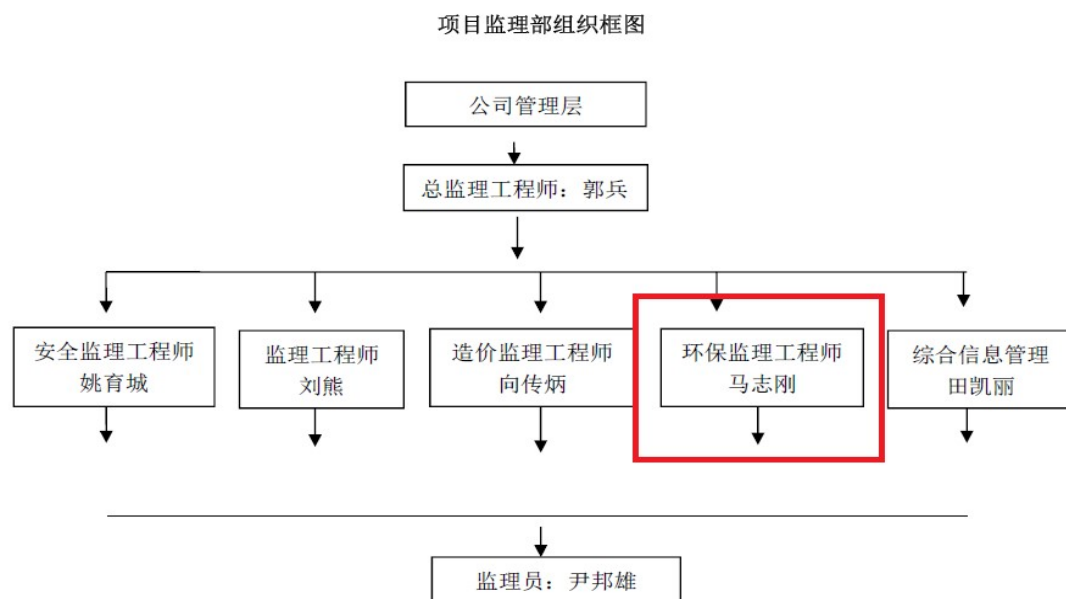 项目监理部组织框图
公司管理层
总监理工程师：郭兵
安全监理工程师
姚育城
监理工程师
刘熊
造价监理工程师
向传炳
环保监理工程师
马志刚
综合信息管理
田凯丽
监理员：尹邦雄